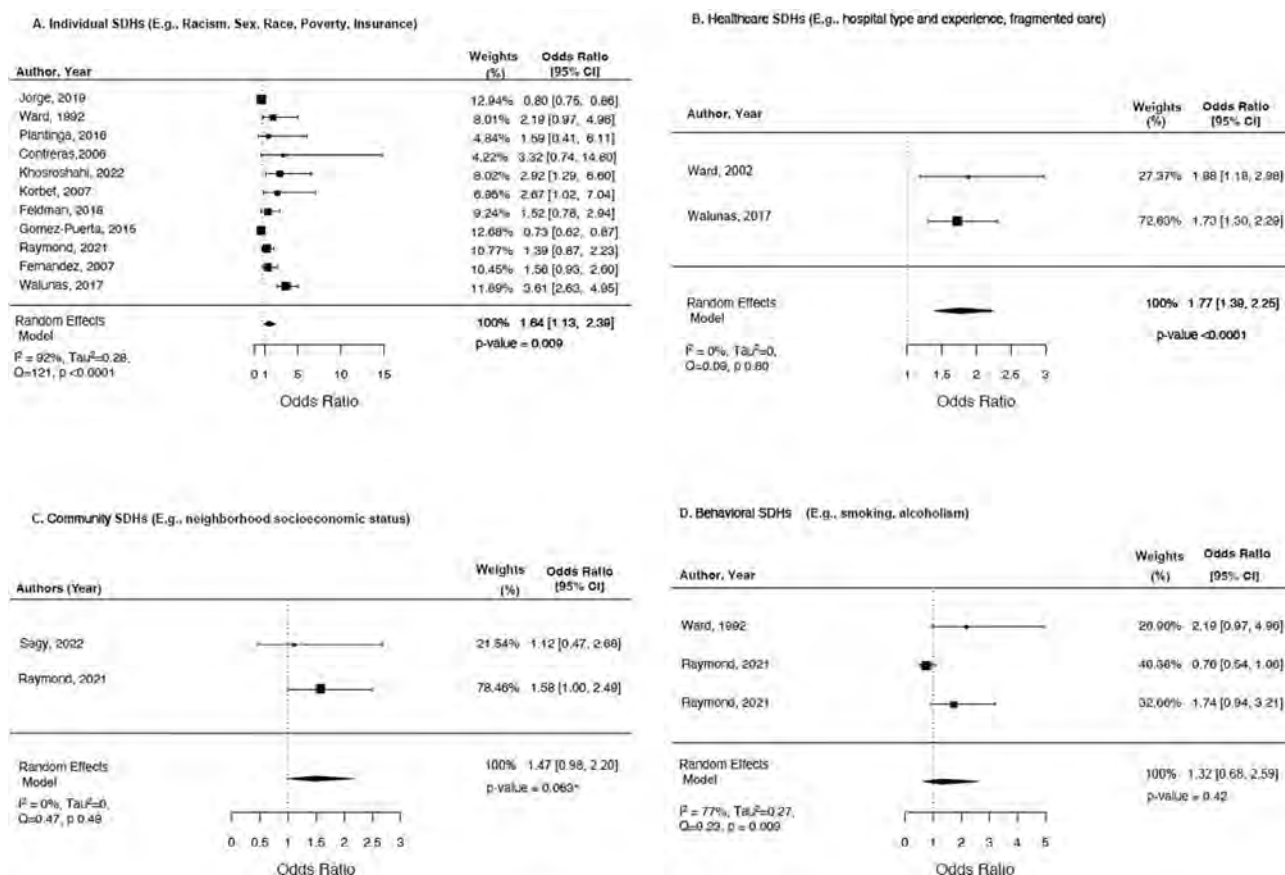 A. Individual SDHs (E.g., Racism, Sex, Race, Poverty, Insurance)
Weights Odds Ratio
Author, Year (%) [95% CI]
Jorge, 2019 12.94% 0.80 [0.75, 0.86]
Ward, 1992 8.01% 2.19 [0.97, 4.96]
Plantinga, 2016 4.84% 1.59 [0.41, 6.11]
Contreras,2006 4.22% 3.32 [0.74, 14.80]
Khosroshahi, 2022 8.02% 2.92 [1.29, 6.60]
Korbet, 2007 6.95% 2.67 [1.02, 7.04]
Feldman, 2016 9.24% 1.52 [0.78, 2.94]
Gomez-Puerta, 2015 12.68% 0.73 [0.62, 0.87]
Raymond, 2021 10.77% 1.39 [0.87, 2.23]
Fernandez, 2007 10.45% 1.56 [0.93, 2.60]
Walunas, 2017 11.89% 3.61 [2.63, 4.95]
Random Effects 100% 1.64 [1.13, 2.39]
Model p-value = 0.009
I² = 92%, Tau²=0.28,
Q=121, p <0.0001
0 1 5 10 15
Odds Ratio
B. Healthcare SDHs (E.g., hospital type and experience, fragmented care)
Weights Odds Ratio
Author, Year (%) [95% CI]
Ward, 2002 27.37% 1.88 [1.18, 2.98]
Walunas, 2017 72.63% 1.73 [1.30, 2.29]
Random Effects 100% 1.77 [1.39, 2.25]
Model
p-value <0.0001
I² = 0%, Tau²=0,
Q=0.09, p 0.80
1 1.5 2 2.5 3
Odds Ratio
C. Community SDHs (E.g., neighborhood socioeconomic status)
Weights Odds Ratio
Authors (Year) (%) [95% CI]
Sagy, 2022 21.54% 1.12 [0.47, 2.68]
Raymond, 2021 78.46% 1.58 [1.00, 2.49]
Random Effects 100% 1.47 [0.98, 2.20]
Model p-value = 0.063^
I² = 0%, Tau²=0,
Q=0.47, p 0.49
0 0.5 1 1.5 2 2.5 3
Odds Ratio
D. Behavioral SDHs (E.g., smoking, alcoholism)
Weights Odds Ratio
Author, Year (%) [95% CI]
Ward, 1992 2.19 [0.97, 4.96]
Raymond, 2021 0.76 [0.54, 1.06]
Raymond, 2021 1.74 [0.94, 3.21]
Random Effects
Model 100% 1.32 [0.68, 2.59]
p-value = 0.42
I² = 77%, Tau²=0.27,
p = 0.009
0 1 2 3 4 5
Odds Ratio